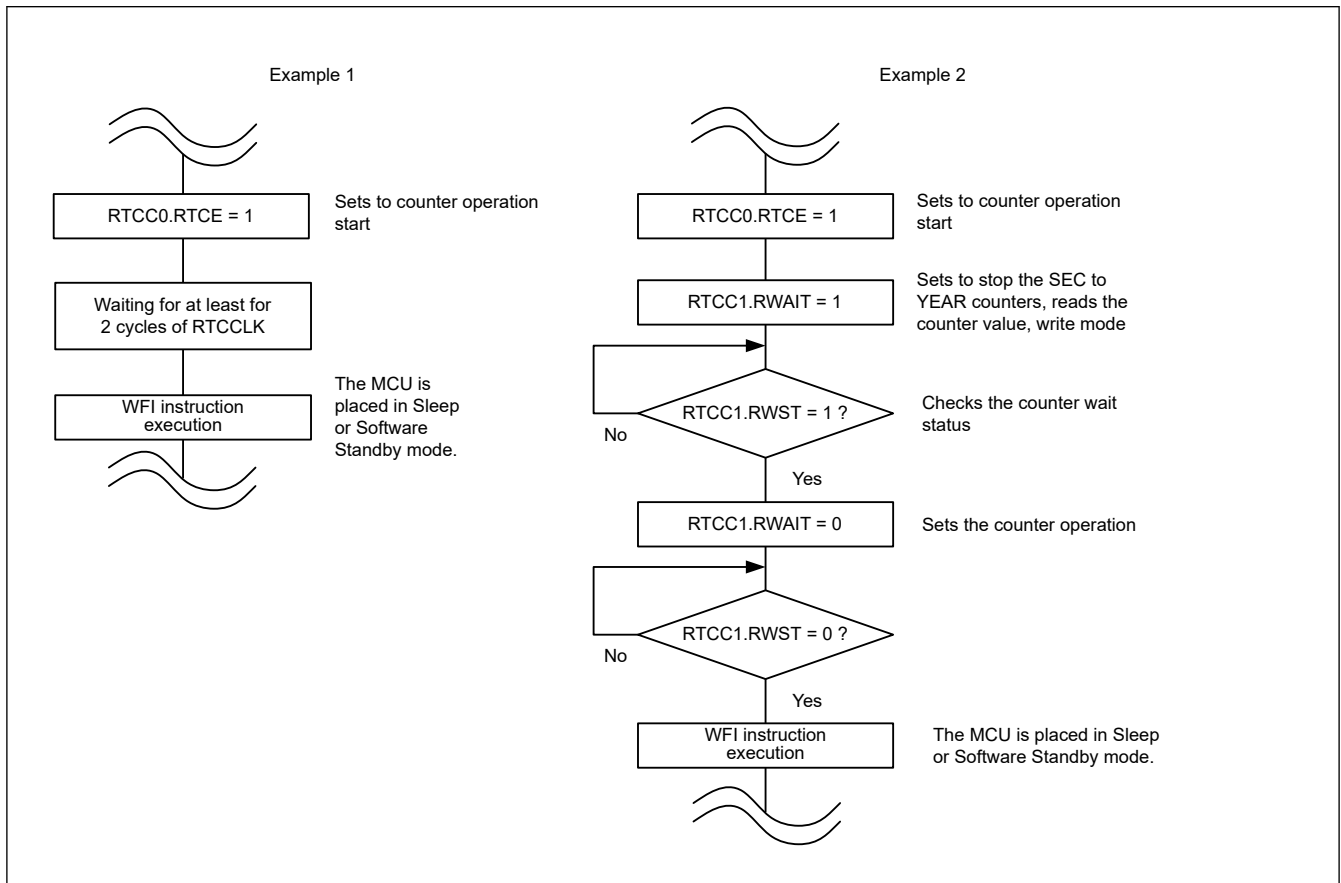 Example 1
RTCC0.RTCE = 1
Sets to counter operation
start
Waiting for at least for
2 cycles of RTCCLK
WFI instruction
execution
The MCU is
placed in Sleep
or Software
Standby mode.
Example 2
RTCC0.RTCE = 1
Sets to counter operation
start
RTCC1.RWAIT = 1
Sets to stop the SEC to
YEAR counters, reads the
counter value, write mode
RTCC1.RWST = 1 ?
Checks the counter wait
status
No
Yes
RTCC1.RWAIT = 0
Sets the counter operation
RTCC1.RWST = 0 ?
No
Yes
WFI instruction
execution
The MCU is placed in Sleep
or Software Standby mode.